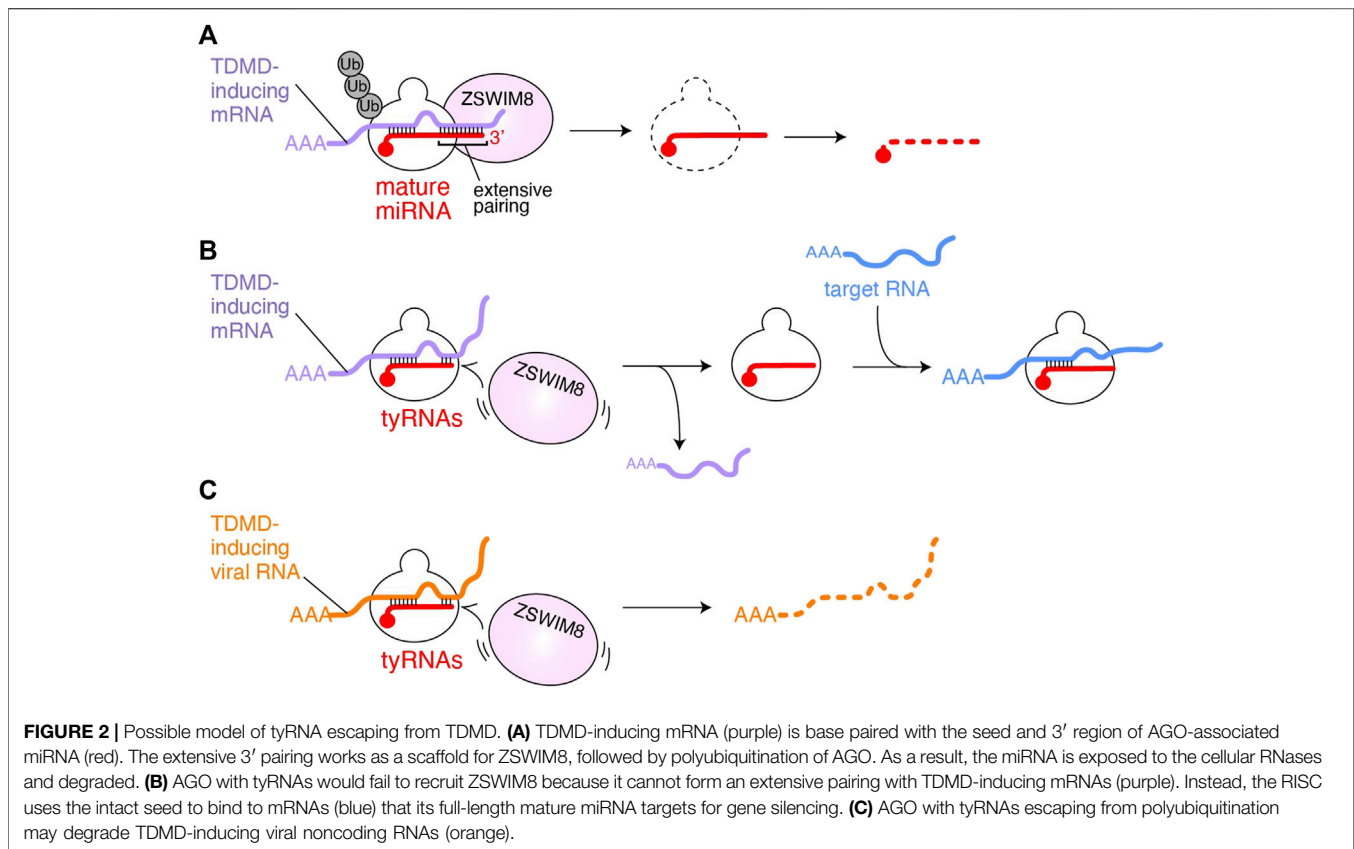 A
TDMD-
inducing
mRNA
Ub
Ub
Ub
ZSWIM8
AAA
3'
mature
miRNA
extensive
pairing
B
TDMD-
inducing
mRNA
AAA
ZSWIM8
tyRNAs
AAA
AAA
target RNA
AAA
C
TDMD-
inducing
viral RNA
AAA
ZSWIM8
tyRNAs
AAA
FIGURE 2 | Possible model of tyRNA escaping from TDMD. (A) TDMD-inducing mRNA (purple) is base paired with the seed and 3′ region of AGO-associated
miRNA (red). The extensive 3′ pairing works as a scaffold for ZSWIM8, followed by polyubiquitination of AGO. As a result, the miRNA is exposed to the cellular RNases
and degraded. (B) AGO with tyRNAs would fail to recruit ZSWIM8 because it cannot form an extensive pairing with TDMD-inducing mRNAs (purple). Instead, the RISC
uses the intact seed to bind to mRNAs (blue) that its full-length mature miRNA targets for gene silencing. (C) AGO with tyRNAs escaping from polyubiquitination
may degrade TDMD-inducing viral noncoding RNAs (orange).